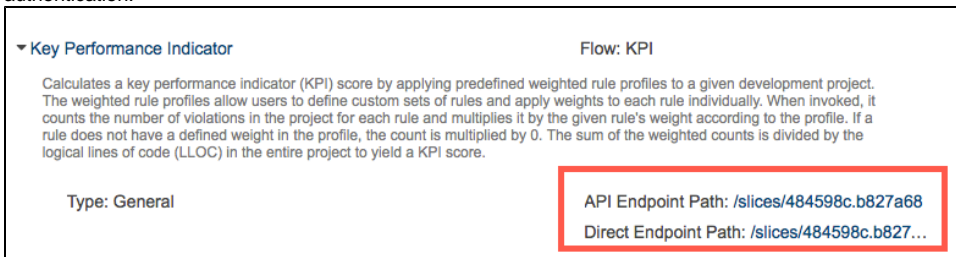 authentication.
Key Performance Indicator
Flow: KPI
Calculates a key performance indicator (KPI) score by applying predefined weighted rule profiles to a given development project.
The weighted rule profiles allow users to define custom sets of rules and apply weights to each rule individually. When invoked, it
counts the number of violations in the project for each rule and multiplies it by the given rule's weight according to the profile. If a
rule does not have a defined weight in the profile, the count is multiplied by 0. The sum of the weighted counts is divided by the
logical lines of code (LLOC) in the entire project to yield a KPI score.
Type: General
API Endpoint Path: /slices/484598c.b827a68
Direct Endpoint Path: /slices/484598c.b827...